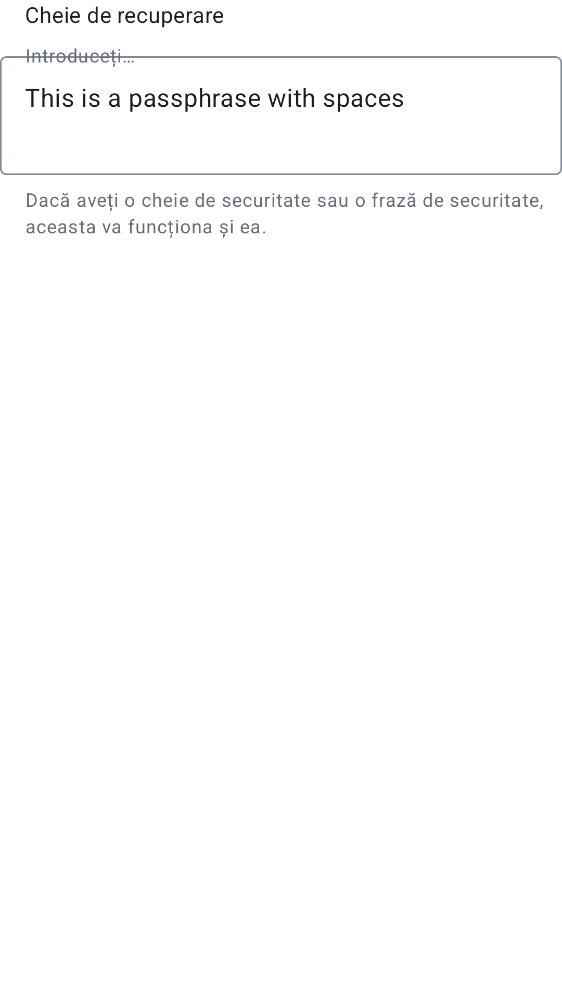 Cheie de recuperare
Introduceți…
This is a passphrase with spaces
Dacă aveți o cheie de securitate sau o frază de securitate,
aceasta va funcționa și ea.